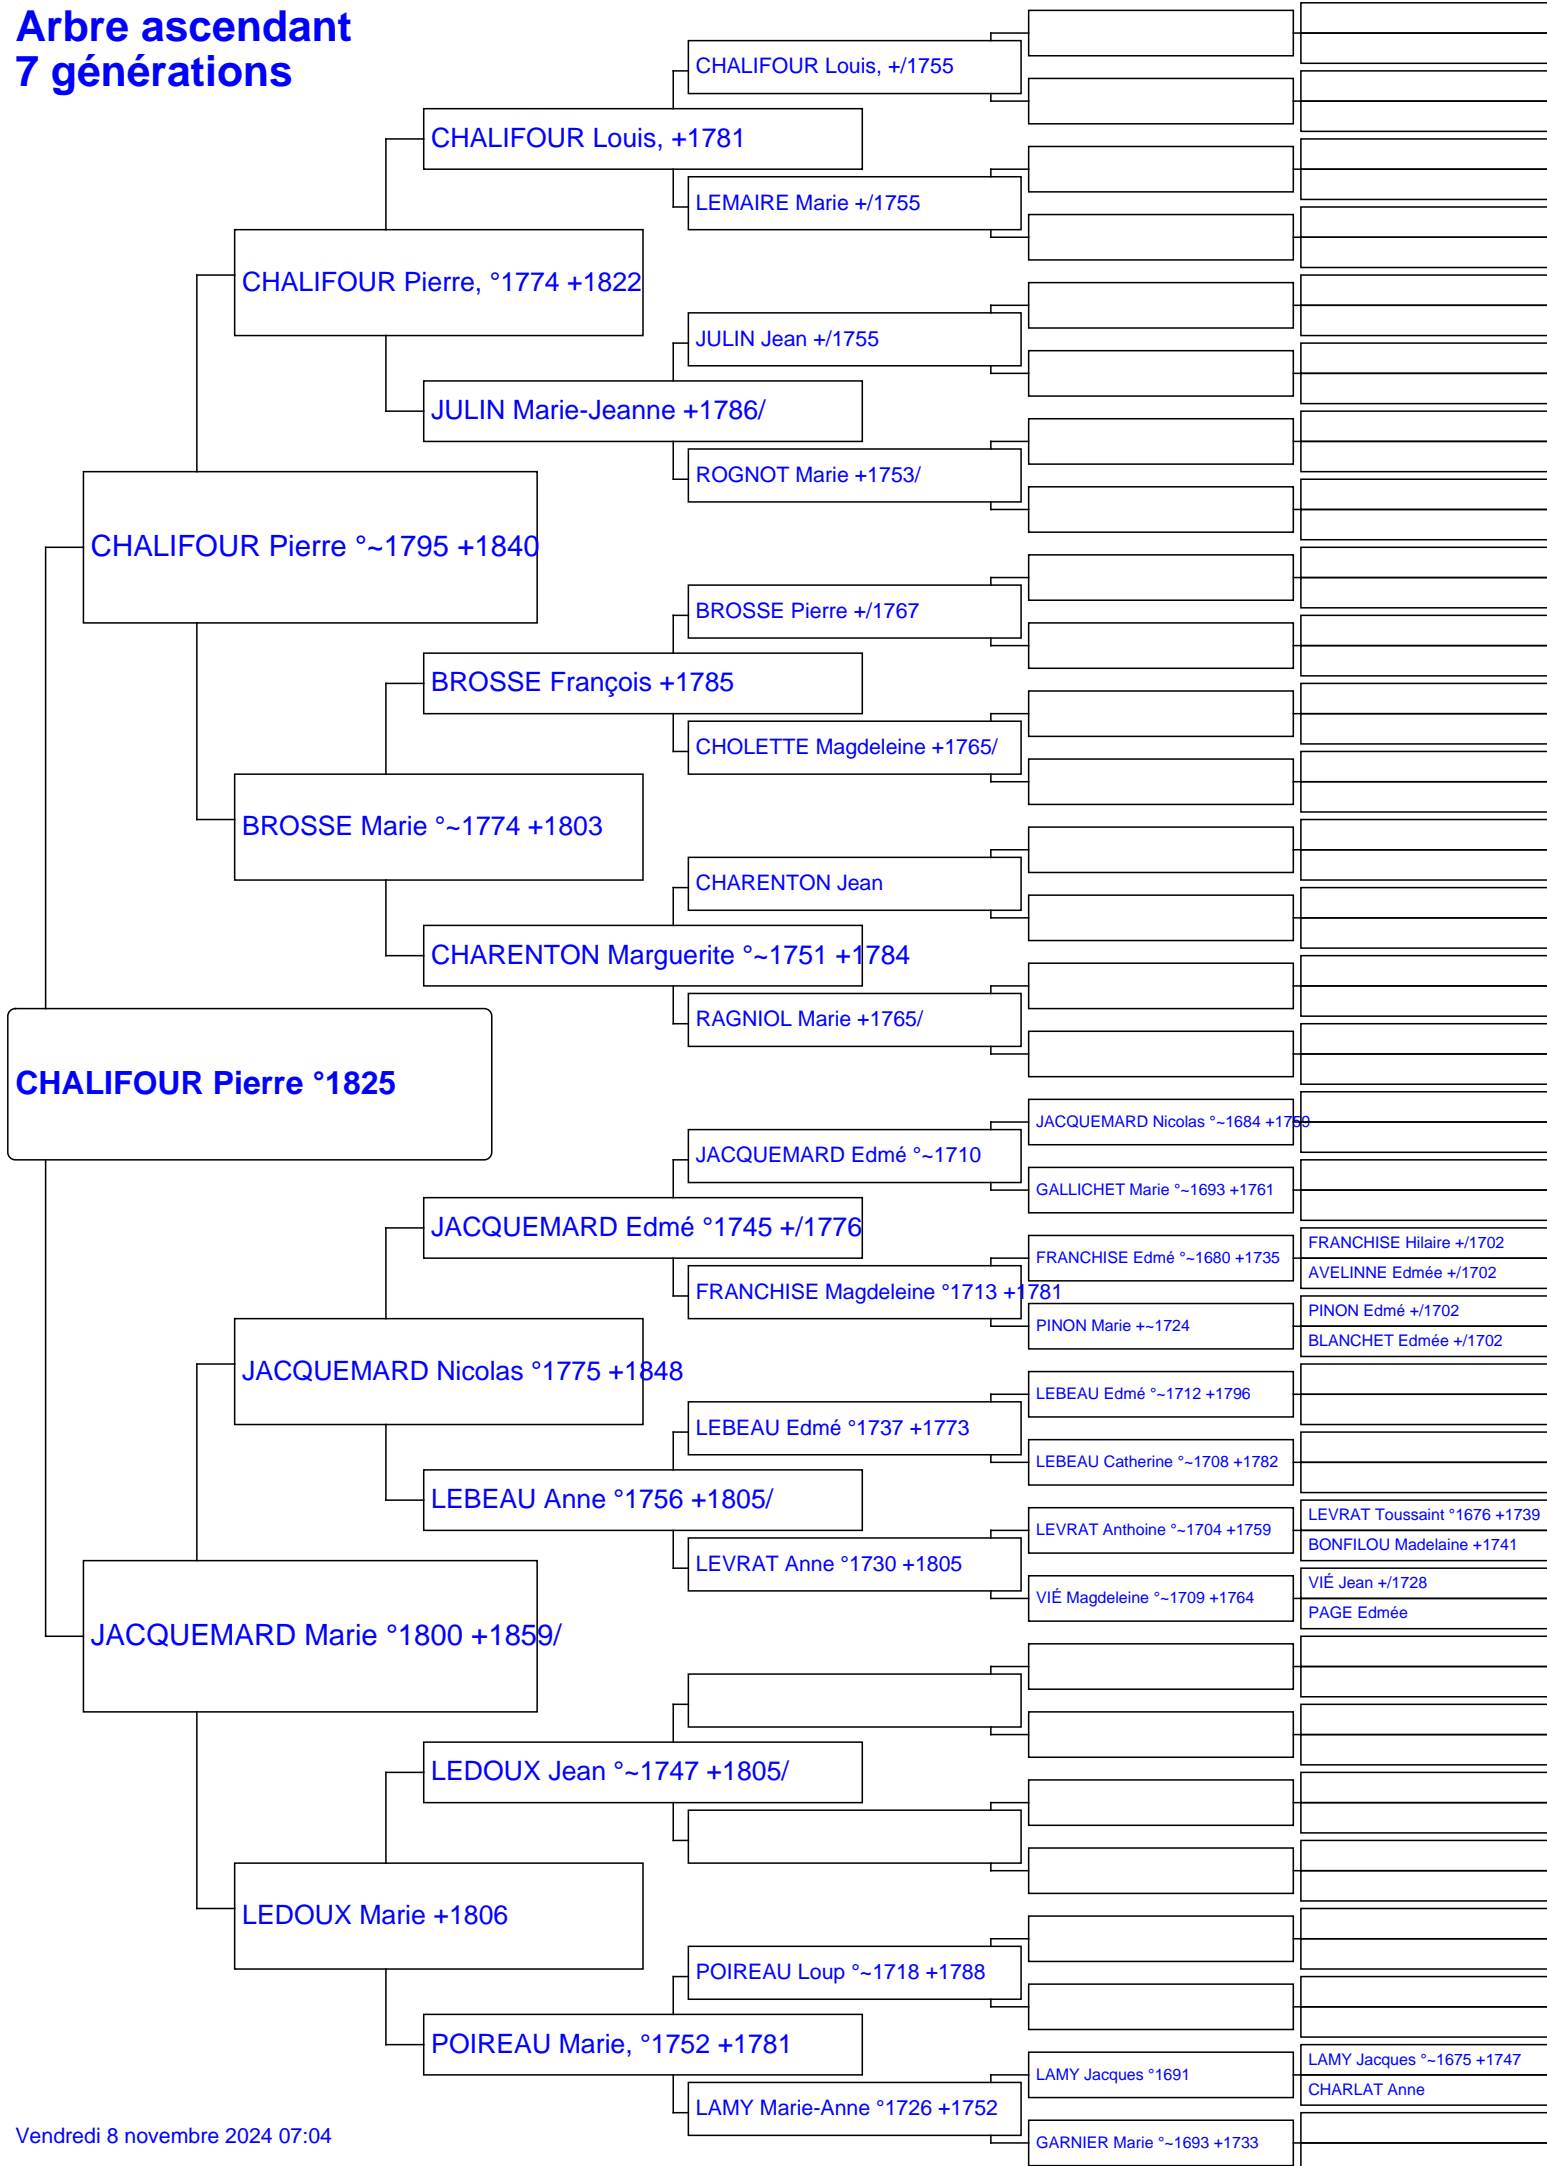 Arbre ascendant
7 générations
CHALIFOUR Louis, +/1755
CHALIFOUR Louis, +1781
LEMAIRE Marie +/1755
CHALIFOUR Pierre, °1774 +1822
JULIN Jean +/1755
JULIN Marie-Jeanne +1786/
ROGNOT Marie +1753/
CHALIFOUR Pierre °~1795 +1840
BROSSE Pierre +/1767
BROSSE François +1785
CHOLETTE Magdeleine +1765/
BROSSE Marie °~1774 +1803
CHARENTON Jean
CHARENTON Marguerite °~1751 +1784
RAGNIOL Marie +1765/
CHALIFOUR Pierre °1825
JACQUEMARD Nicolas °~1684 +1759
JACQUEMARD Edmé °~1710
GALLICHET Marie °~1693 +1761
JACQUEMARD Edmé °1745 +/1776
FRANCHISE Hilaire +/1702
FRANCHISE Edmé °~1680 +1735
AVELINNE Edmée +/1702
FRANCHISE Magdeleine °1713 +1781
PINON Edmé +/1702
PINON Marie +~1724
BLANCHET Edmée +/1702
JACQUEMARD Nicolas °1775 +1848
LEBEAU Edmé °~1712 +1796
LEBEAU Edmé °1737 +1773
LEBEAU Catherine °~1708 +1782
LEBEAU Anne °1756 +1805/
LEVRAT Toussaint °1676 +1739
LEVRAT Anthoine °~1704 +1759
BONFILOU Madelaine +1741
LEVRAT Anne °1730 +1805
VIÉ Jean +/1728
VIÉ Magdeleine °~1709 +1764
PAGE Edmée
JACQUEMARD Marie °1800 +1859/
LEDOUX Jean °~1747 +1805/
LEDOUX Marie +1806
POIREAU Loup °~1718 +1788
POIREAU Marie, °1752 +1781
LAMY Jacques °~1675 +1747
LAMY Jacques °1691
CHARLAT Anne
LAMY Marie-Anne °1726 +1752
GARNIER Marie °~1693 +1733
Vendredi 8 novembre 2024 07:04